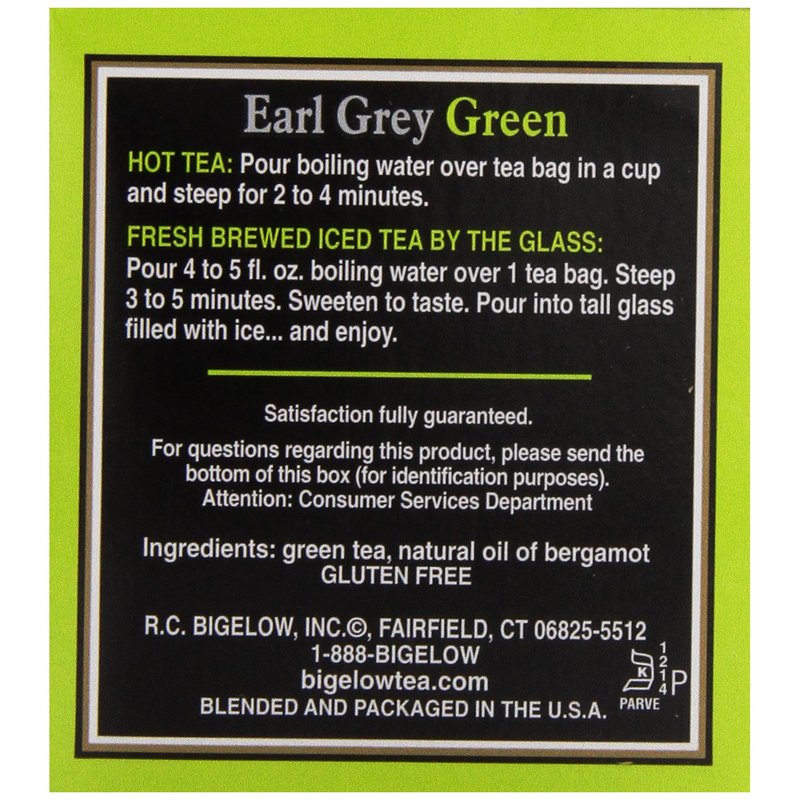 Earl Grey Green
HOT TEA: Pour boiling water over tea bag in a cup
and steep for 2 to 4 minutes.
FRESH BREWED ICED TEA BY THE GLASS:
Pour 4 to 5 fl. oz. boiling water over 1 tea bag. Steep
3 to 5 minutes. Sweeten to taste. Pour into tall glass
filled with ice... and enjoy.
Satisfaction fully guaranteed.
For questions regarding this product, please send the
bottom of this box (for identification purposes).
Attention: Consumer Services Department
Ingredients: green tea, natural oil of bergamot
GLUTEN FREE
R.C. BIGELOW, INC.©, FAIRFIELD, CT 06825-5512
1-888-BIGELOW
bigelowtea.com
BLENDED AND PACKAGED IN THE U.S.A.
K
1
2
1
4
P
PARVE